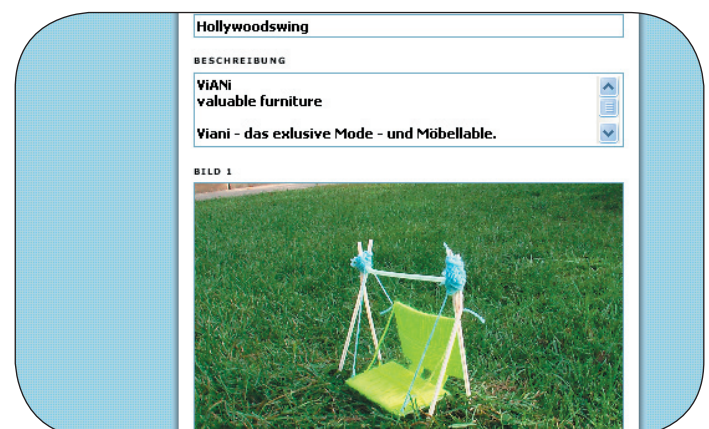 Hollywoodswing
BESCHREIBUNG
ViANi
valuable furniture
Viani - das exlusive Mode - und Möbellable.
BILD 1